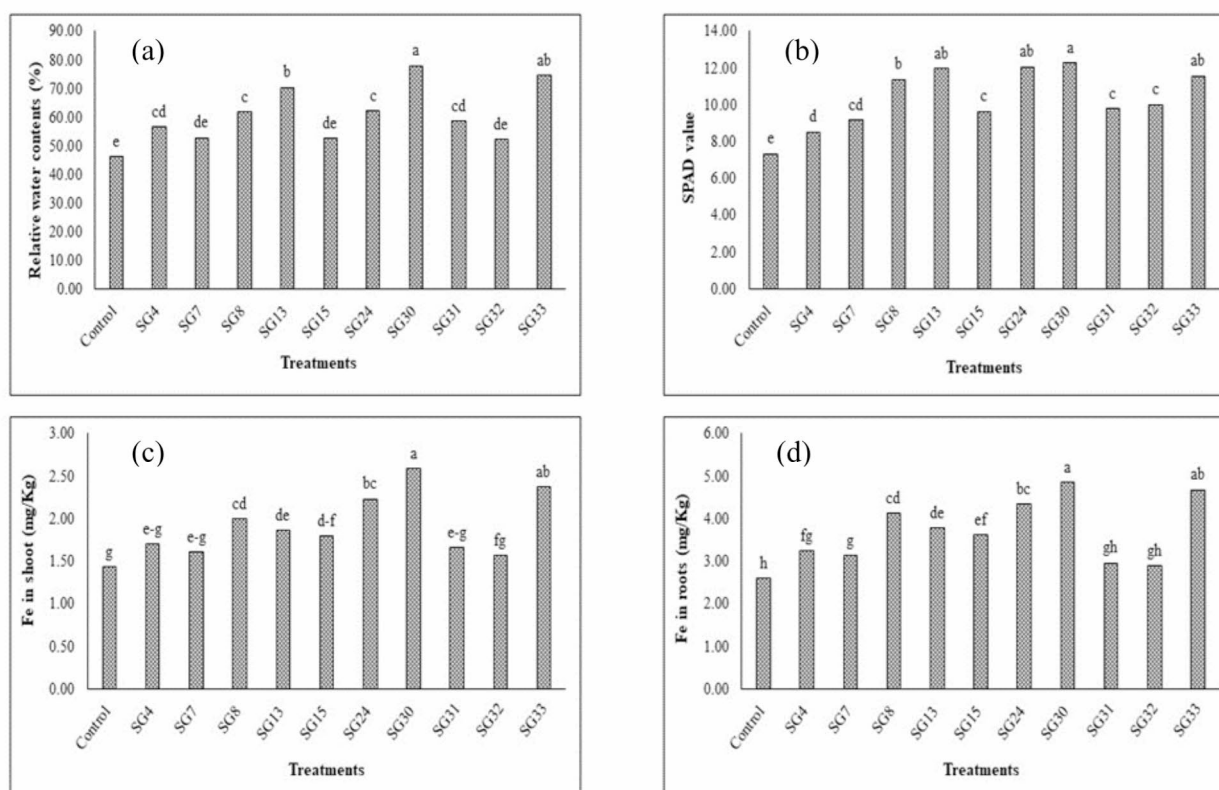 (a)
Relative water contents (%)
90.00
80.00
70.00
60.00
50.00
40.00
30.00
20.00
10.00
0.00
e
cd
de
c
b
de
c
a
cd
de
ab
Control
SG4
SG7
SG8
SG13
SG15
SG24
SG30
SG31
SG32
SG33
Treatments
(b)
SPAD value
14.00
12.00
10.00
8.00
6.00
4.00
2.00
0.00
e
d
cd
b
ab
c
ab
a
c
c
ab
Control
SG4
SG7
SG8
SG13
SG15
SG24
SG30
SG31
SG32
SG33
Treatments
(c)
Fe in shoot (mg/Kg)
3.00
2.50
2.00
1.50
1.00
0.50
0.00
g
e-g
e-g
cd
de
d-f
bc
a
e-g
fg
ab
Control
SG4
SG7
SG8
SG13
SG15
SG24
SG30
SG31
SG32
SG33
Treatments
(d)
Fe in roots (mg/Kg)
6.00
5.00
4.00
3.00
2.00
1.00
0.00
h
fg
g
cd
de
ef
bc
a
gh
gh
ab
Control
SG4
SG7
SG8
SG13
SG15
SG24
SG30
SG31
SG32
SG33
Treatments